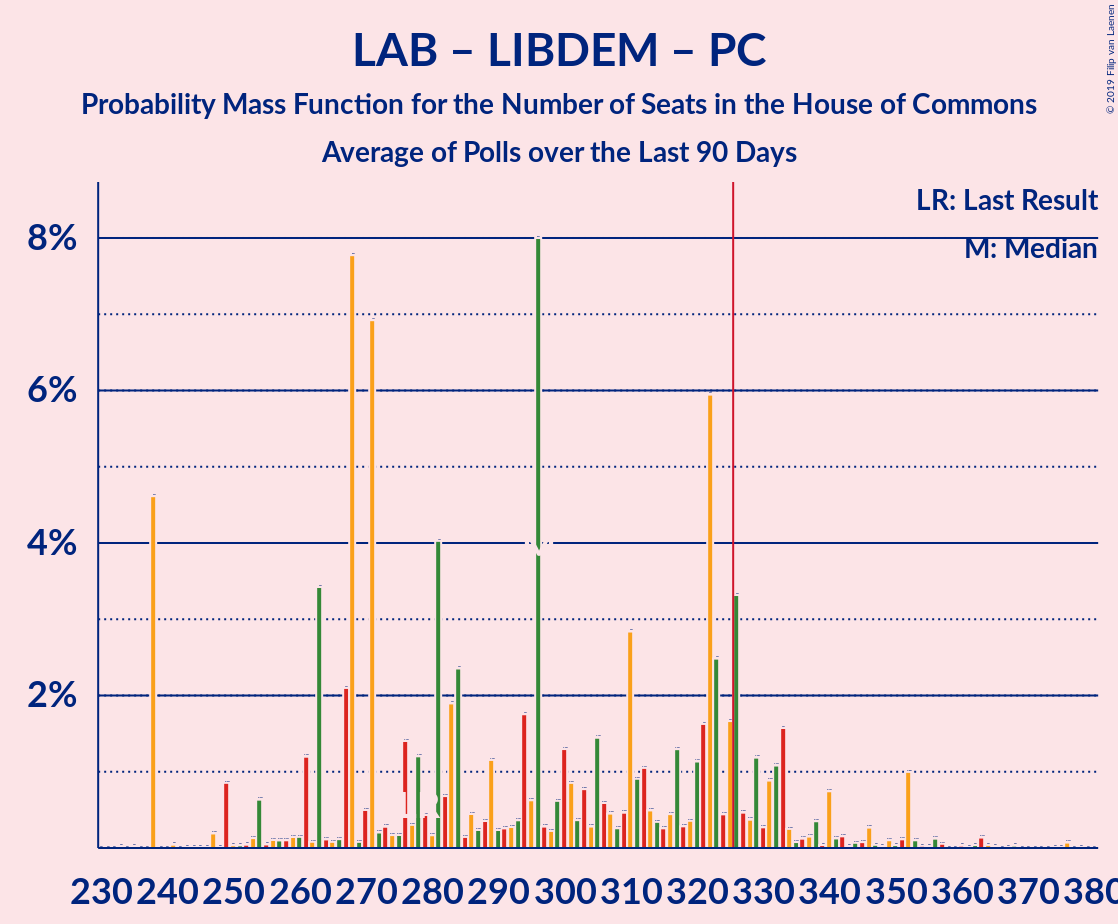 LAB – LIBDEM – PC
Probability Mass Function for the Number of Seats in the House of Commons
Average of Polls over the Last 90 Days
© 2019 Filip van Laenen
LR: Last Result
M: Median
8%
6%
4%
2%
230 240 250 260 270 280 290 300 310 320 330 340 350 360 370 380